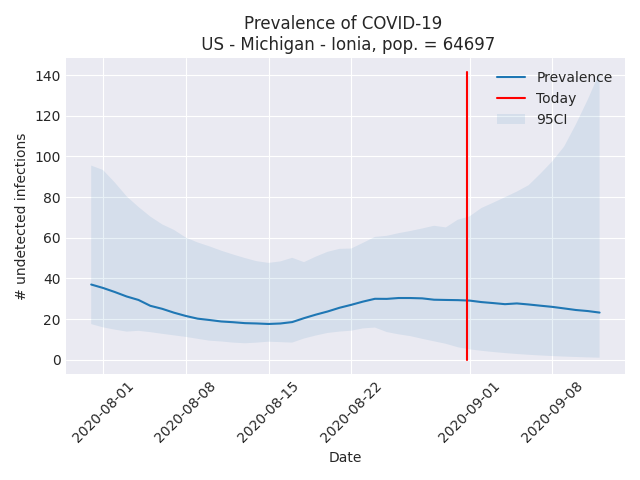 Prevalence of COVID-19
US - Michigan - Ionia, pop. = 64697
Prevalence
Today
95CI
# undetected infections
140
120
100
80
60
40
20
0
2020-08-01
2020-08-08
2020-08-15
2020-08-22
2020-09-01
2020-09-08
Date